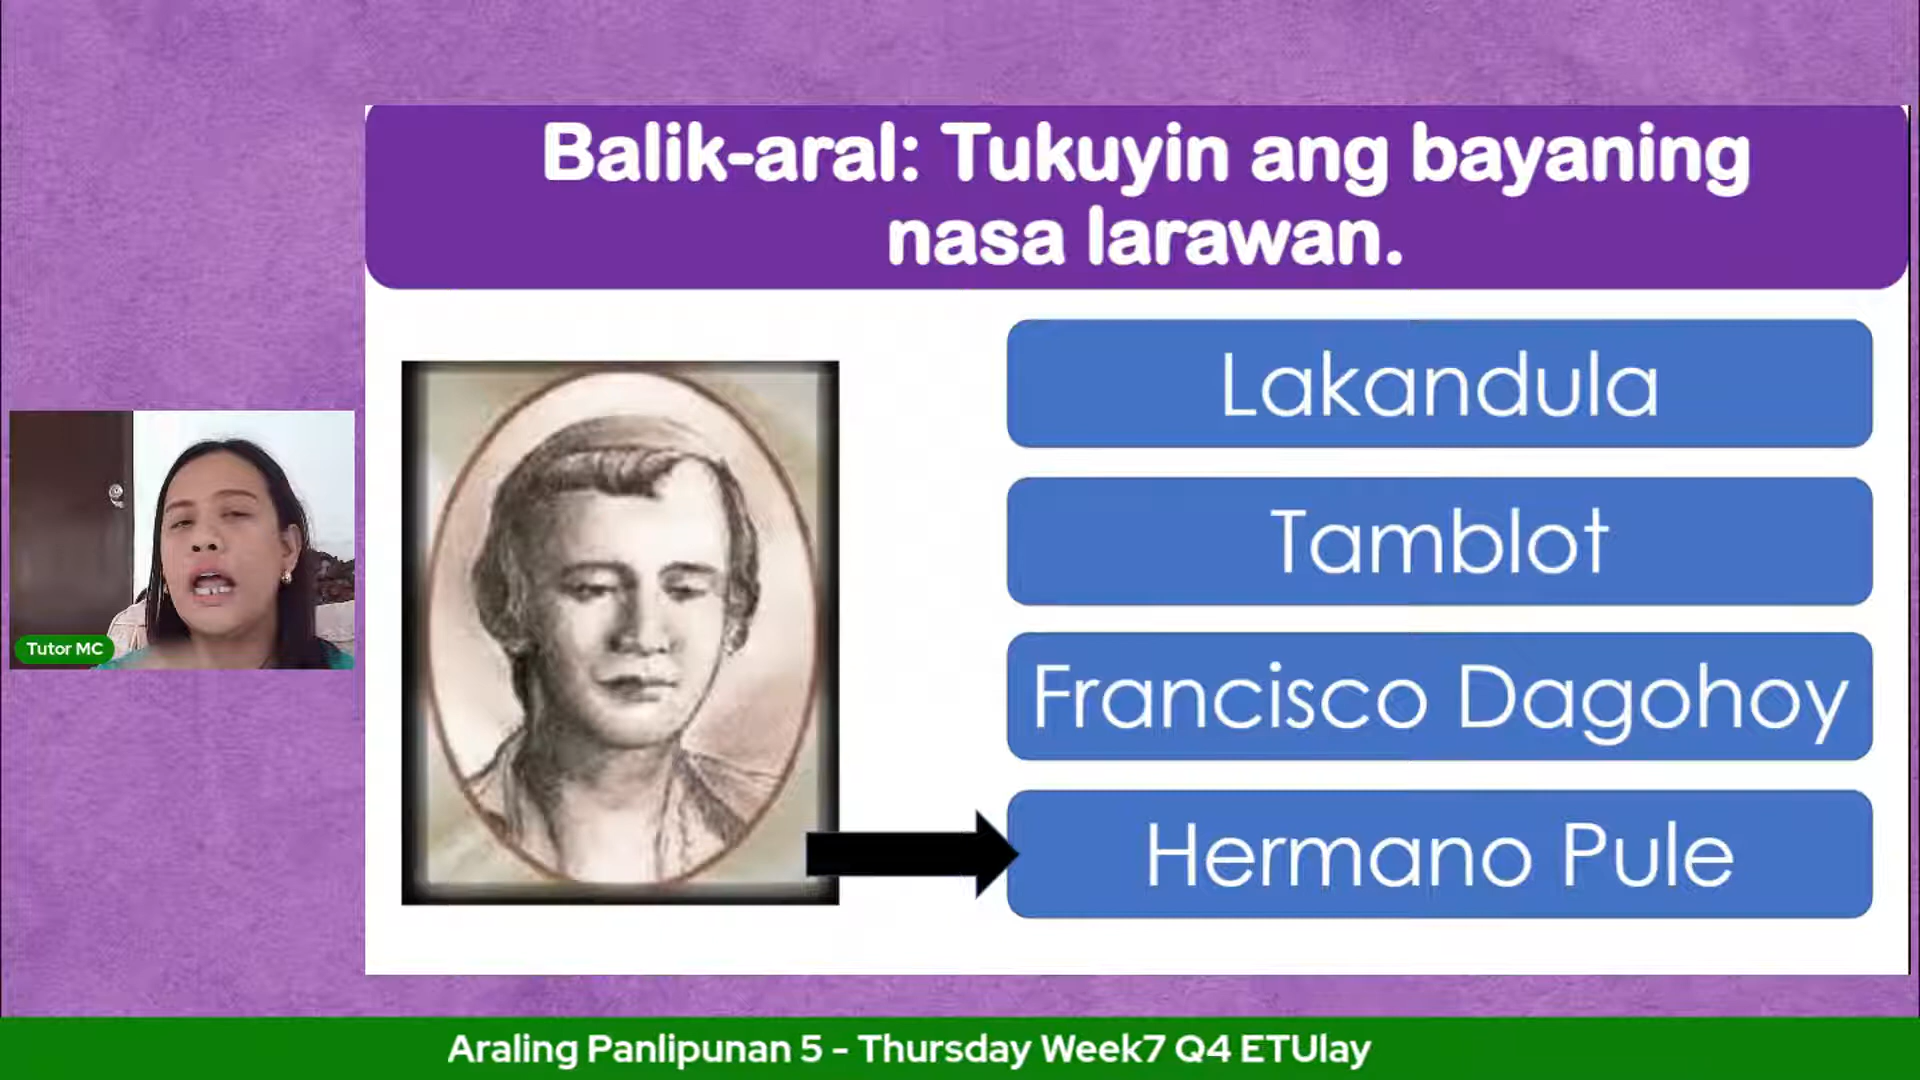 Balik-aral: Tukuyin ang bayaning
nasa larawan.
Lakandula
Tamblot
Francisco Dagohoy
Hermano Pule
Tutor MC
Araling Panlipunan 5 - Thursday Week7 Q4 ETUlay